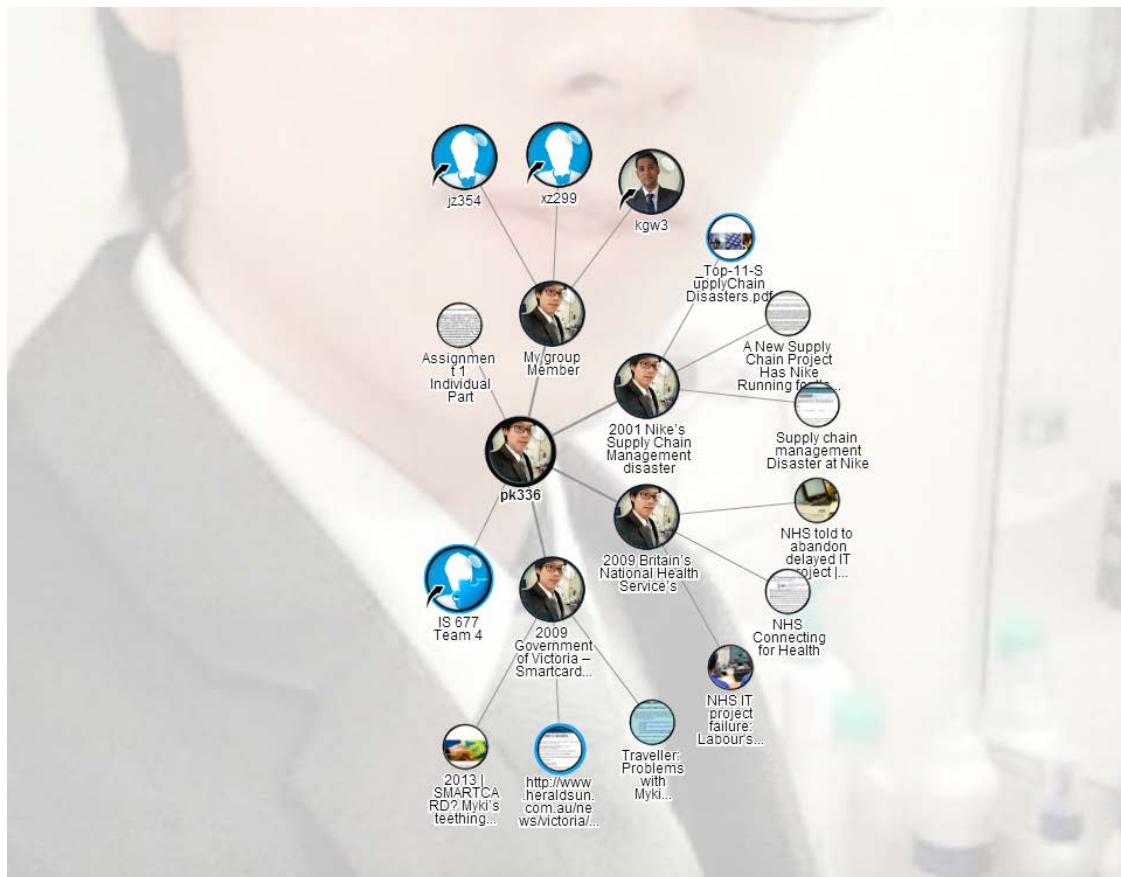 jz354
xz299
kgw3
_Top-11-S
upplyChain
Disasters.pdf
A New Supply
Chain Project
Has Nike
Running for
Assignmen
t 1
Individual
Part
My group
Member
2001 Nike's
Supply Chain
Management
disaster
Supply chain
management
Disaster at Nike
pk336
NHS told to
abandon
delayed IT
project |...
2009 Britain's
National Health
Service's
NHS
Connecting
for Health
IS 677
Team 4
2009
Government
of Victoria –
Smartcard...
NHS IT
project
failure:
Labour's...
Traveller:
Problems
with
Myki...
2013 |
SMARTCA
RD? Myki's
teething...
http://www
.heraldsun.
com.au/ne
ws/victoria/...